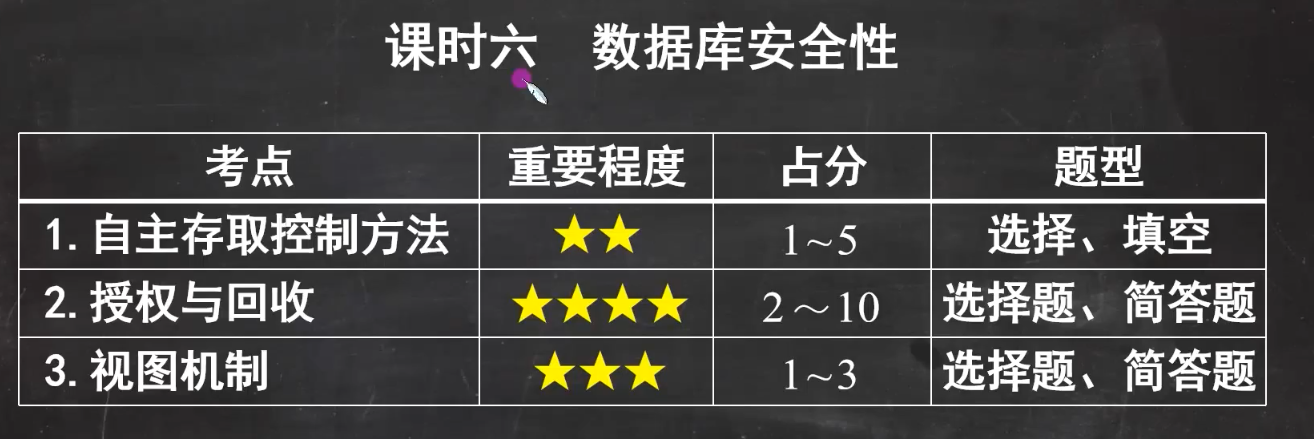 课时六 数据库安全性
考点 重要程度 占分 题型
1.自主存取控制方法 ★★ 1~5 选择、填空
2.授权与回收 ★★★★ 2～10 选择题、简答题
3.视图机制 ★★★ 1~3 选择题、简答题